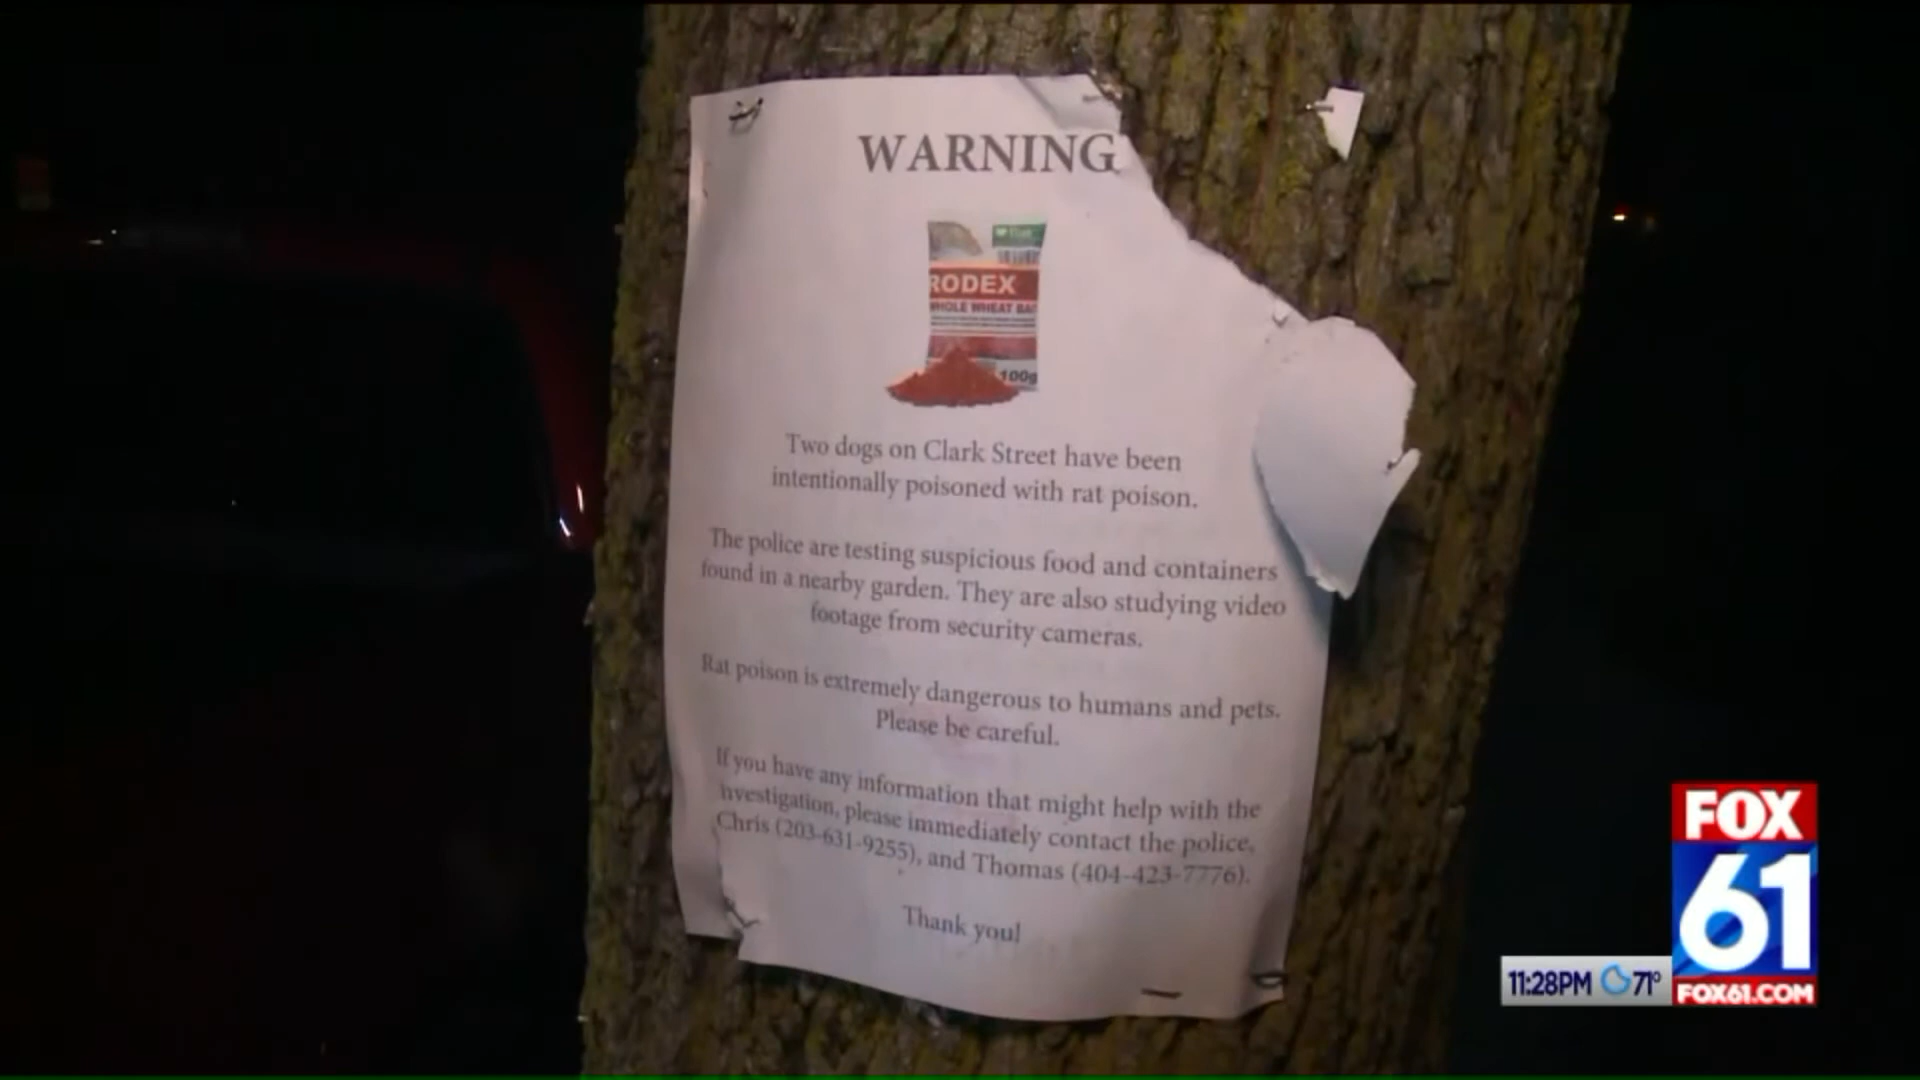 WARNING
RODEX
WHOLE WHEAT BAI
100g
Two dogs on Clark Street have been
intentionally poisoned with rat poison.
The police are testing suspicious food and containers
found in a nearby garden. They are also studying video
footage from security cameras.
Rat poison is extremely dangerous to humans and pets.
Please be careful.
If you have any information that might help with the
nvestigation, please immediately contact the police,
Chris (203-631-9255), and Thomas (404-423-7776).
Thank you!
FOX
61
11:28PM 71°
FOX61.COM